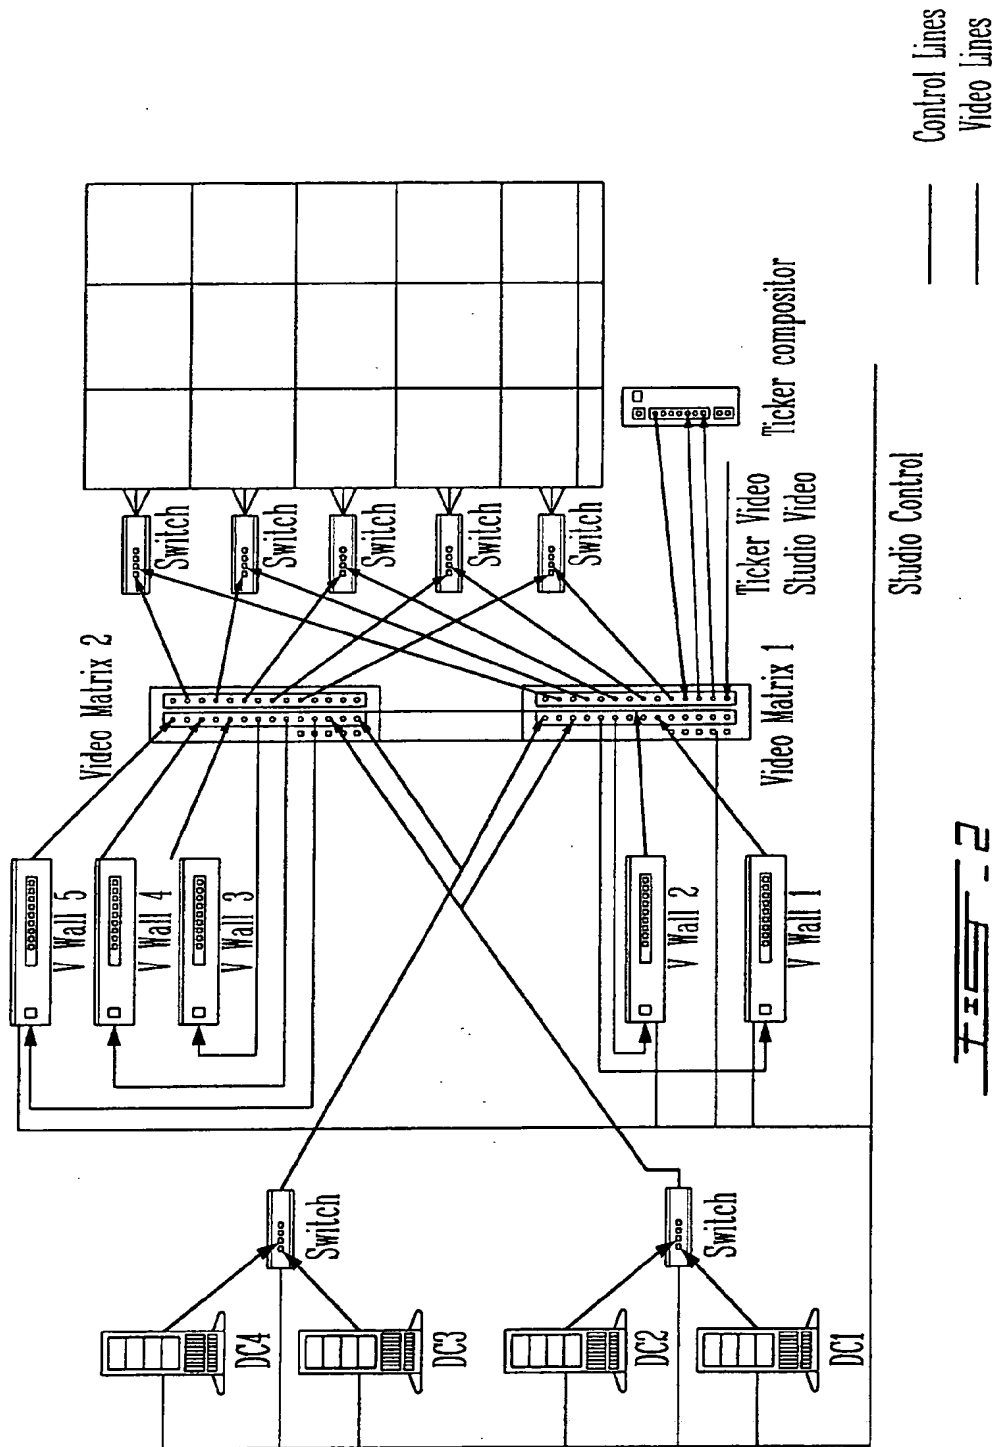 DC4
DC3
DC2
DC1
Switch
Switch
V Wall 5
V Wall 4
V Wall 3
V Wall 2
V Wall 1
Video Matrix 2
Video Matrix 1
Switch
Switch
Switch
Switch
Switch
Ticker Video
Studio Video
Ticker compositor
Studio Control
Control Lines
Video Lines
FIG - 2